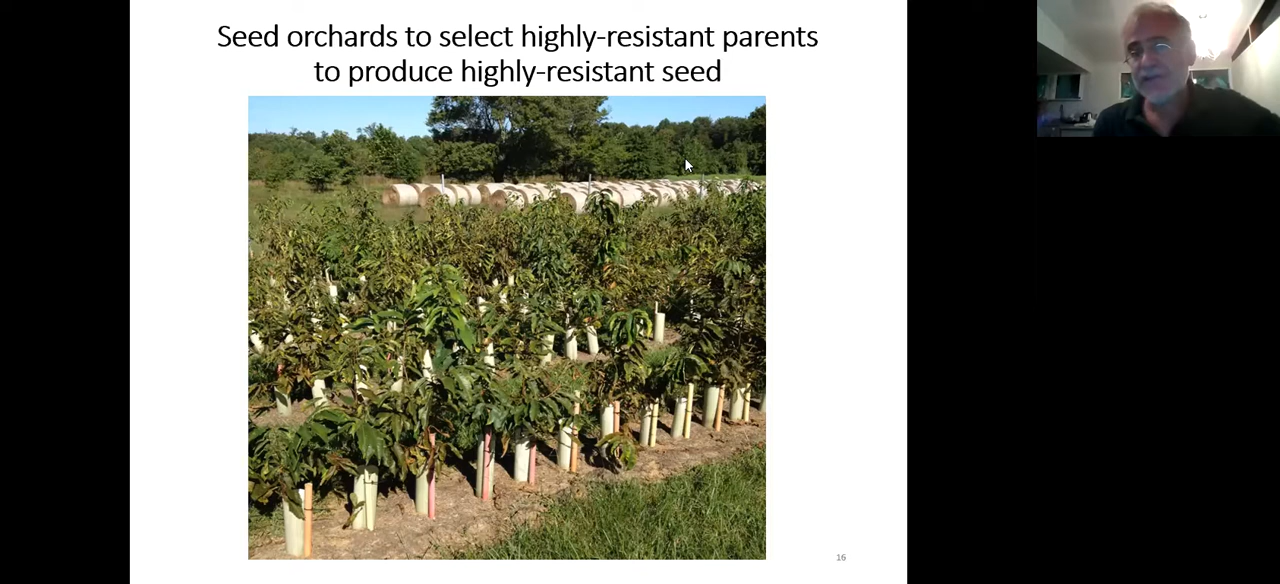 Seed orchards to select highly-resistant parents
to produce highly-resistant seed
16